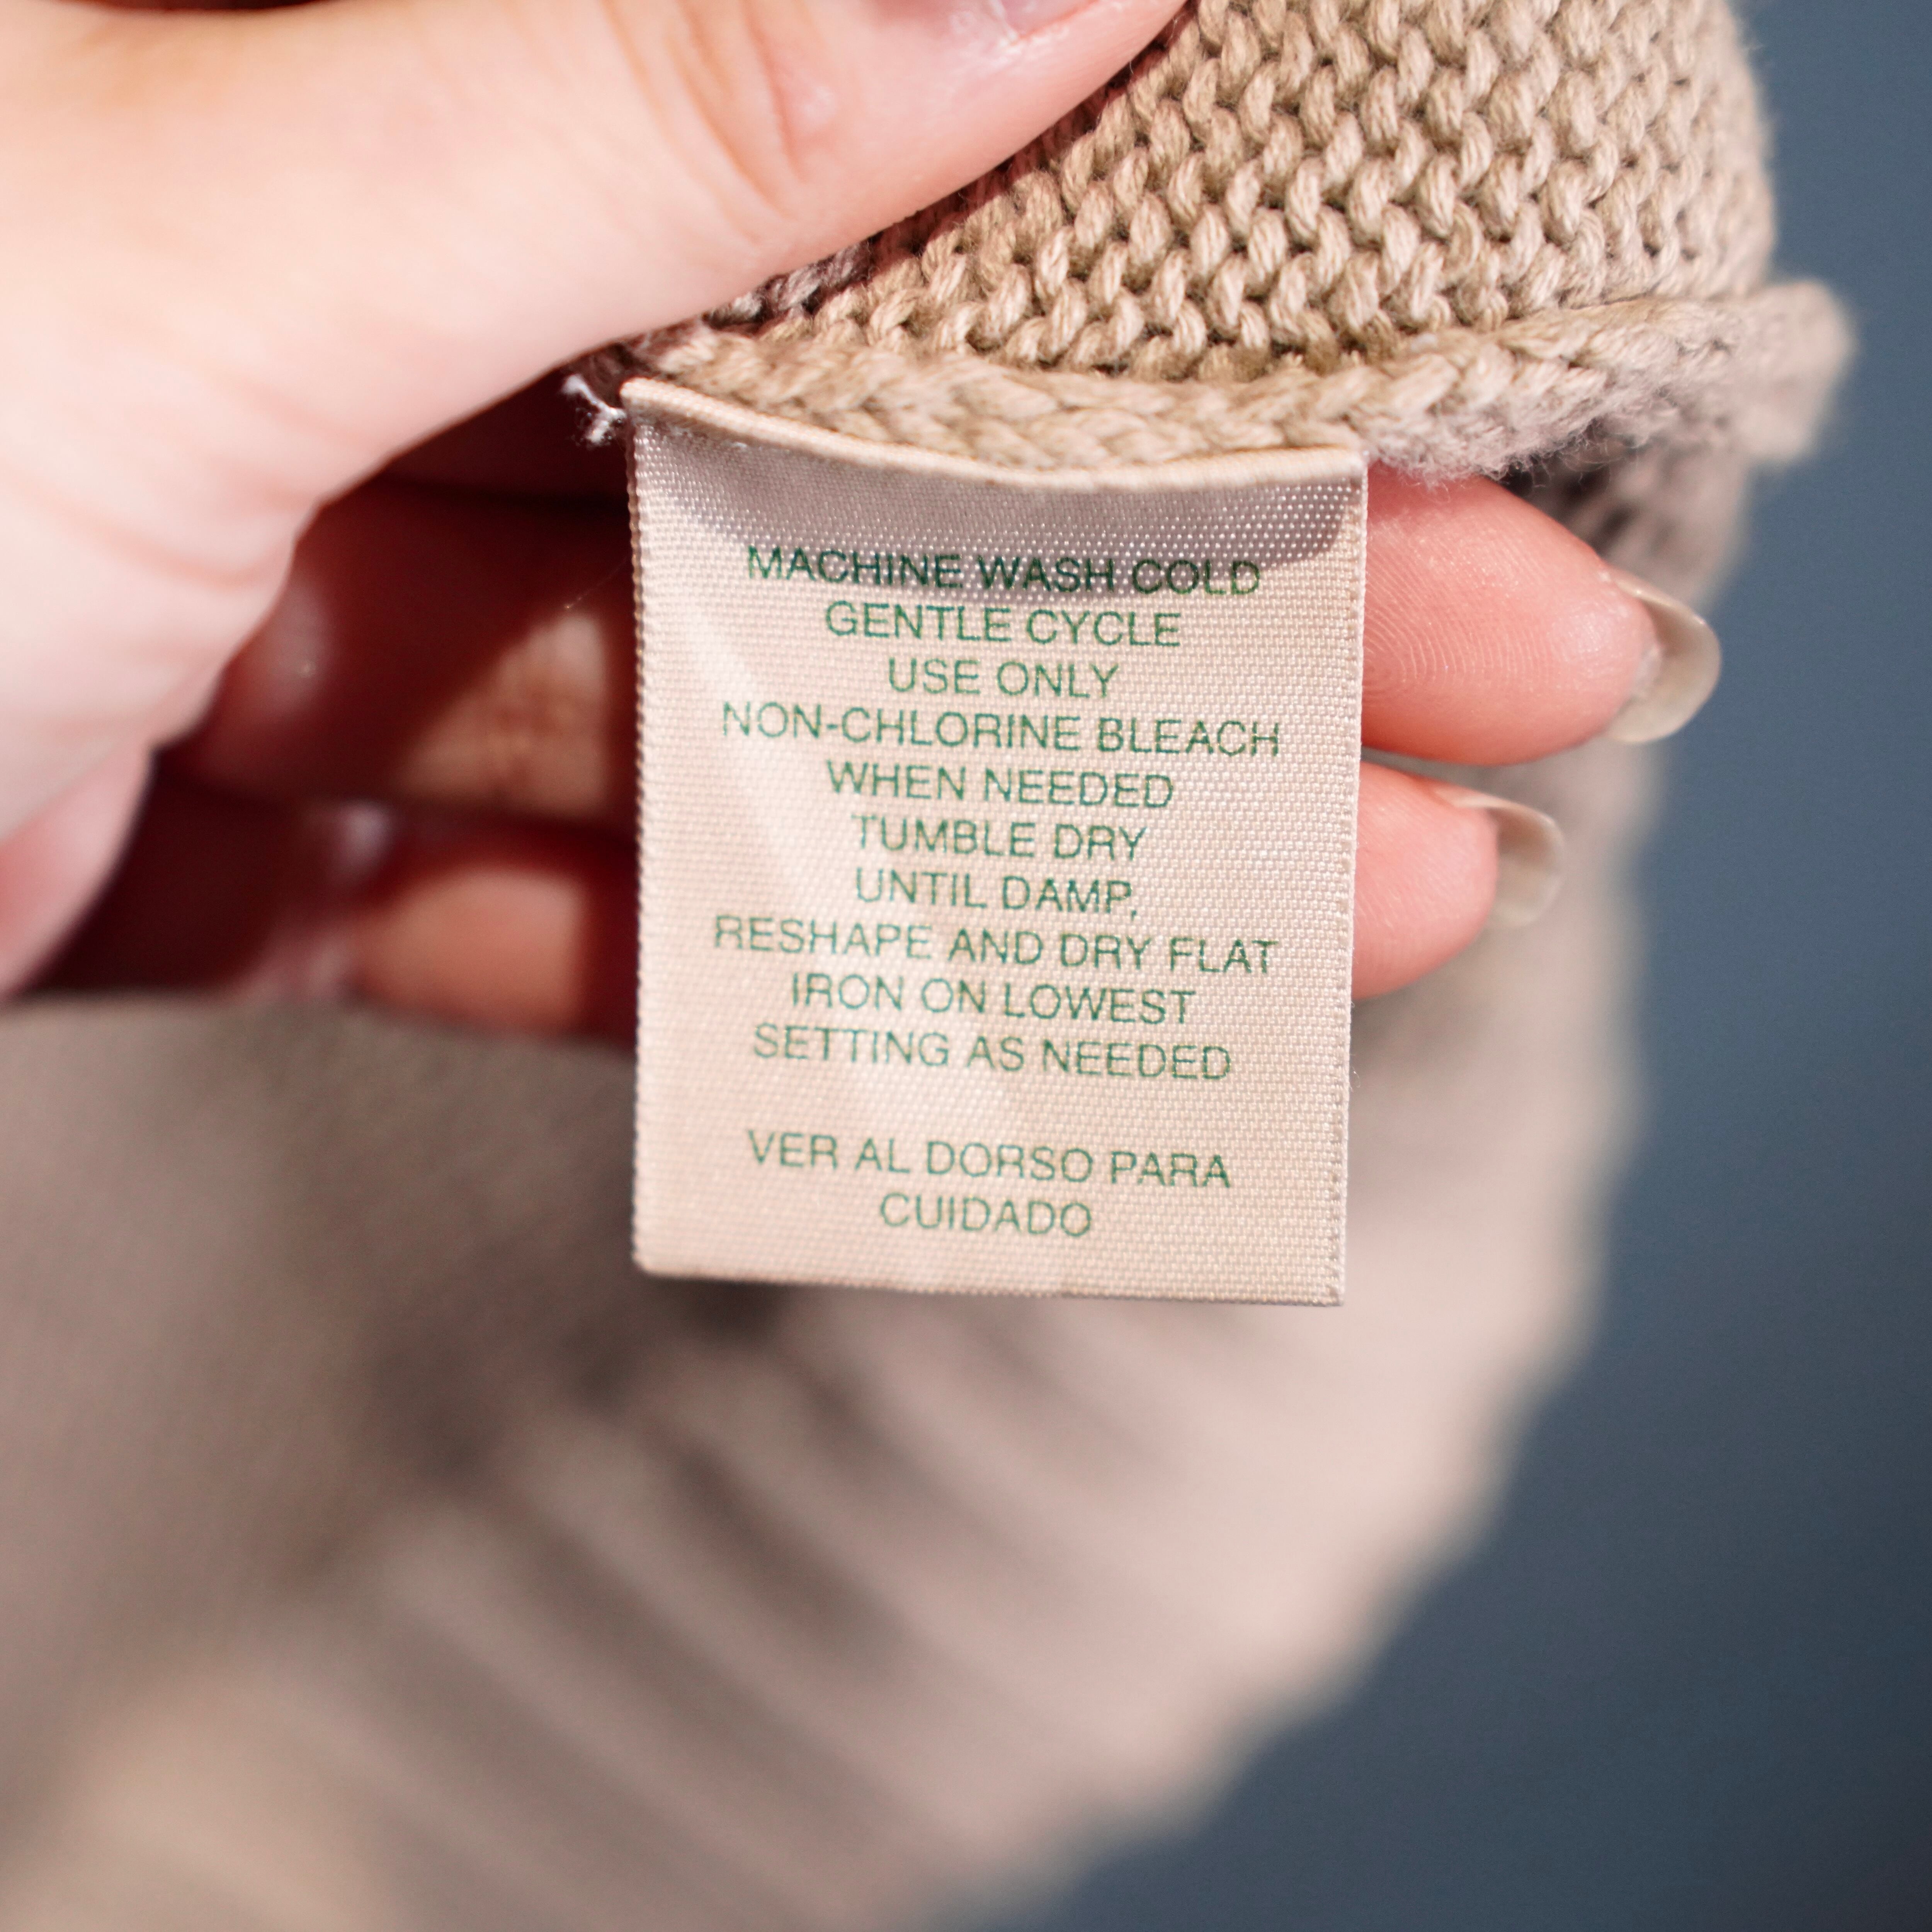 MACHINE WASH COLD
GENTLE CYCLE
USE ONLY
NON-CHLORINE BLEACH
WHEN NEEDED
TUMBLE DRY
UNTIL DAMP,
RESHAPE AND DRY FLAT
IRON ON LOWEST
SETTING AS NEEDED
VER AL DORSO PARA
CUIDADO